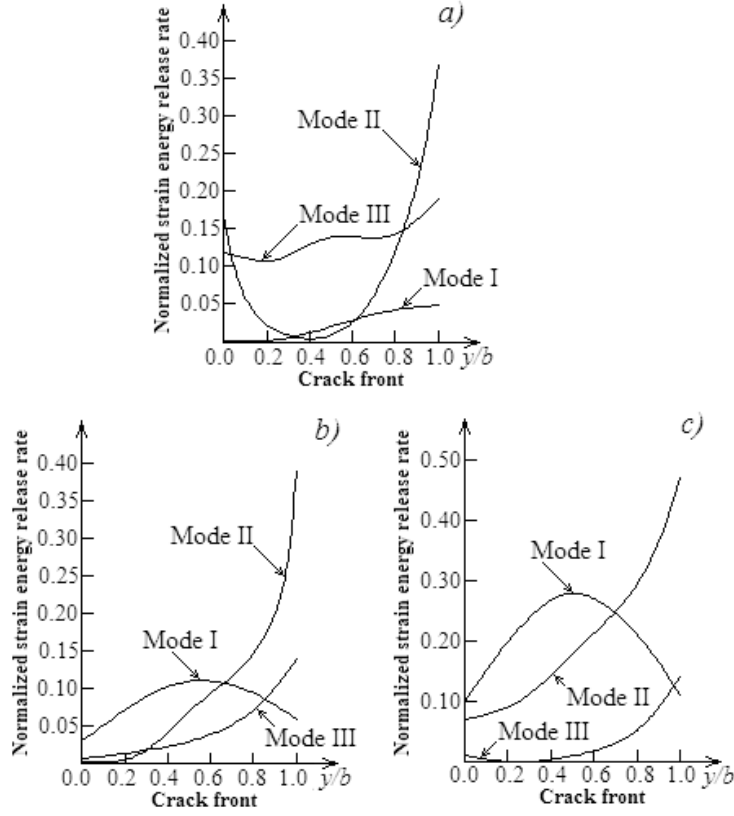 a)
Normalized strain energy release rate
0.40
0.35
0.30
0.25
0.20
0.15
0.10
0.05
Mode II
Mode III
Mode I
0.0 0.2 0.4 0.6 0.8 1.0 y/b
Crack front
b)
Normalized strain energy release rate
0.40
0.35
0.30
0.25
0.20
0.15
0.10
0.05
Mode II
Mode I
Mode III
0.0 0.2 0.4 0.6 0.8 1.0 y/b
Crack front
c)
Normalized strain energy release rate
0.50
0.40
0.30
0.20
0.10
Mode I
Mode II
Mode III
0.0 0.2 0.4 0.6 0.8 1.0 y/b
Crack front